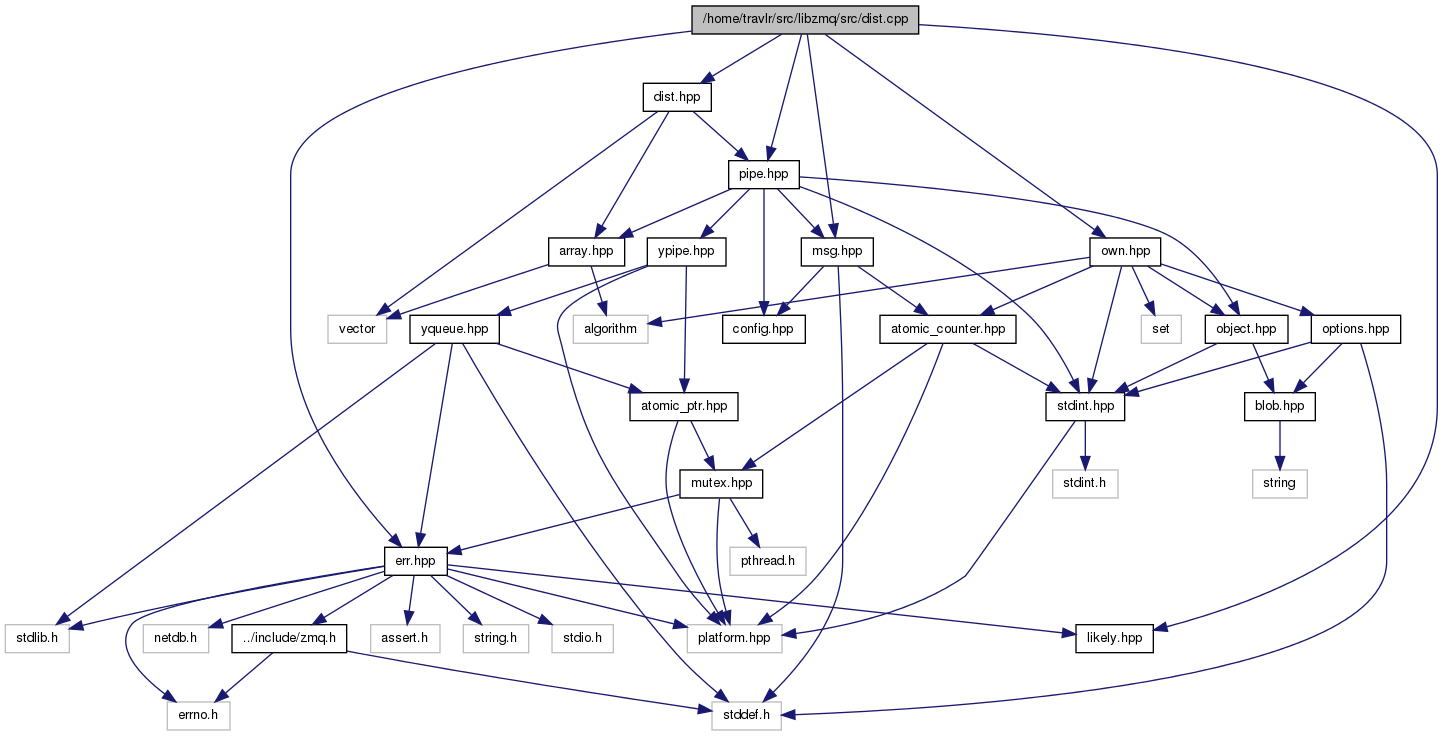 /home/travlr/src/libzmq/src/dist.cpp
dist.hpp
pipe.hpp
array.hpp
ypipe.hpp
msg.hpp
own.hpp
vector
yqueue.hpp
algorithm
config.hpp
atomic_counter.hpp
set
object.hpp
options.hpp
atomic_ptr.hpp
stdint.hpp
blob.hpp
mutex.hpp
stdint.h
string
err.hpp
pthread.h
stdlib.h
netdb.h
../include/zmq.h
assert.h
string.h
stdio.h
platform.hpp
likely.hpp
errno.h
stddef.h